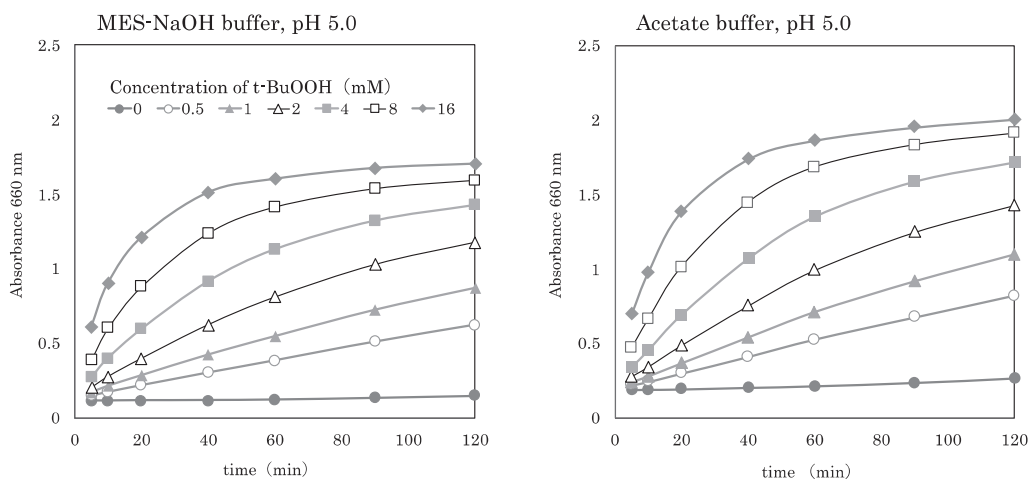 MES-NaOH buffer, pH 5.0
2.5
2
1.5
1
0.5
0
Absorbance 660 nm
Concentration of t-BuOOH (mM)
0 0.5 1 2 4 8 16
0 20 40 60 80 100 120
time (min)
Acetate buffer, pH 5.0
2.5
2
1.5
1
0.5
0
Absorbance 660 nm
0 20 40 60 80 100 120
time (min)